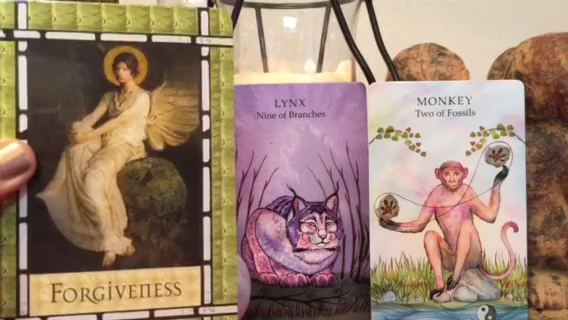 FORGIVENESS
LYNX
Nine of Branches
MONKEY
Two of Fossils